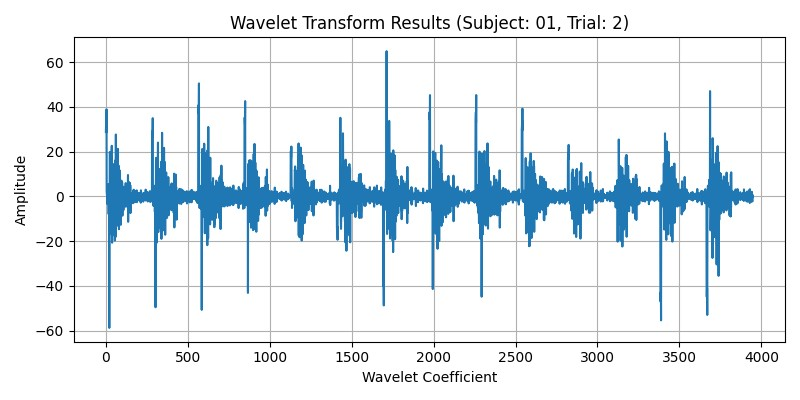 Wavelet Transform Results (Subject: 01, Trial: 2)
60
40
20
0
−20
−40
−60
Amplitude
0 500 1000 1500 2000 2500 3000 3500 4000
Wavelet Coefficient